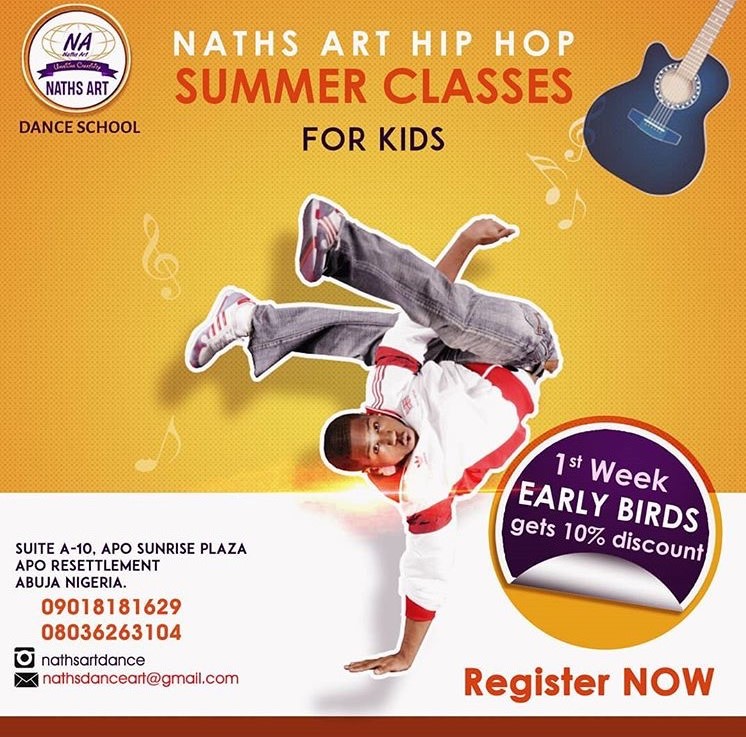 NA
Naths Art
NATHS ART
DANCE SCHOOL
NATHS ART HIP HOP
SUMMER CLASSES
FOR KIDS
1st Week
EARLY BIRDS
gets 10% discount
SUITE A-10, APO SUNRISE PLAZA
APO RESETTLEMENT
ABUJA NIGERIA.
09018181629
08036263104
nathsartdance
nathsdanceart@gmail.com
Register NOW